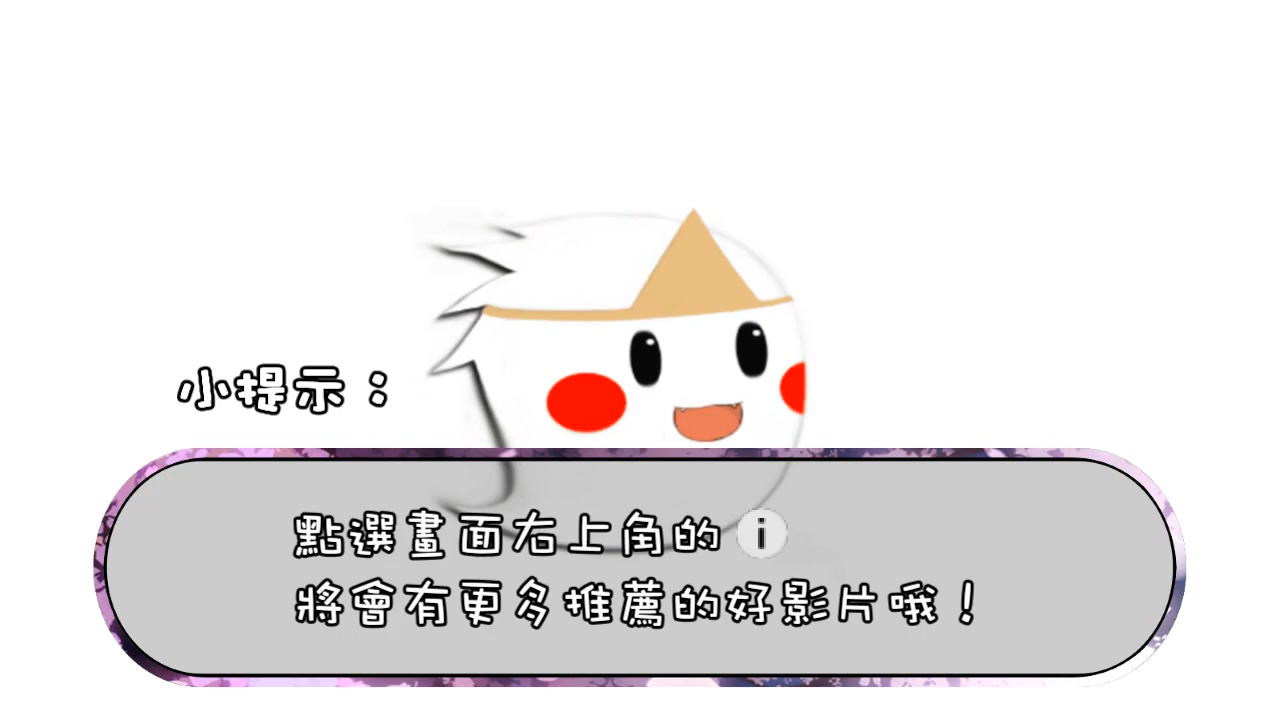 小提示：
點選畫面右上角的 i
將會有更多推薦的好影片哦！